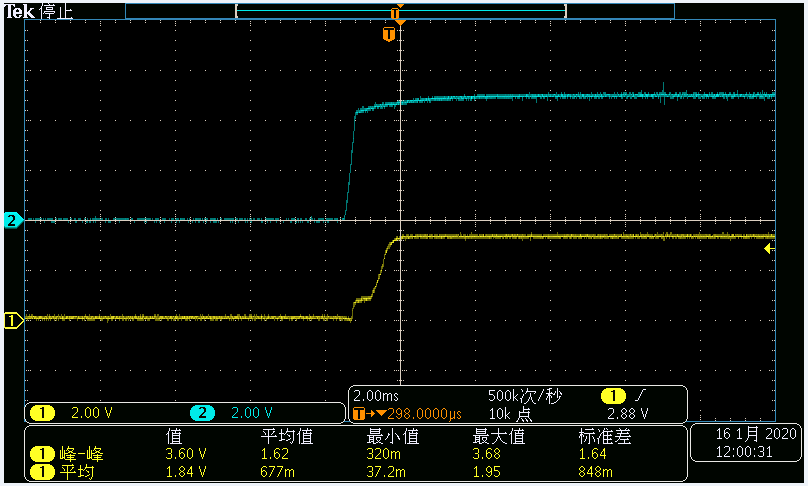 Tek 停止
T
T
2
1
1 2.00 V 2 2.00 V
2.00ms 500k次/秒 1
T→▼298.0000µs 10k 点 2.88 V
值 平均值 最小值 最大值 标准差
1 峰-峰 3.60 V 1.62 320m 3.68 1.64
1 平均 1.84 V 677m 37.2m 1.95 848m
16 1月 2020
12:00:31